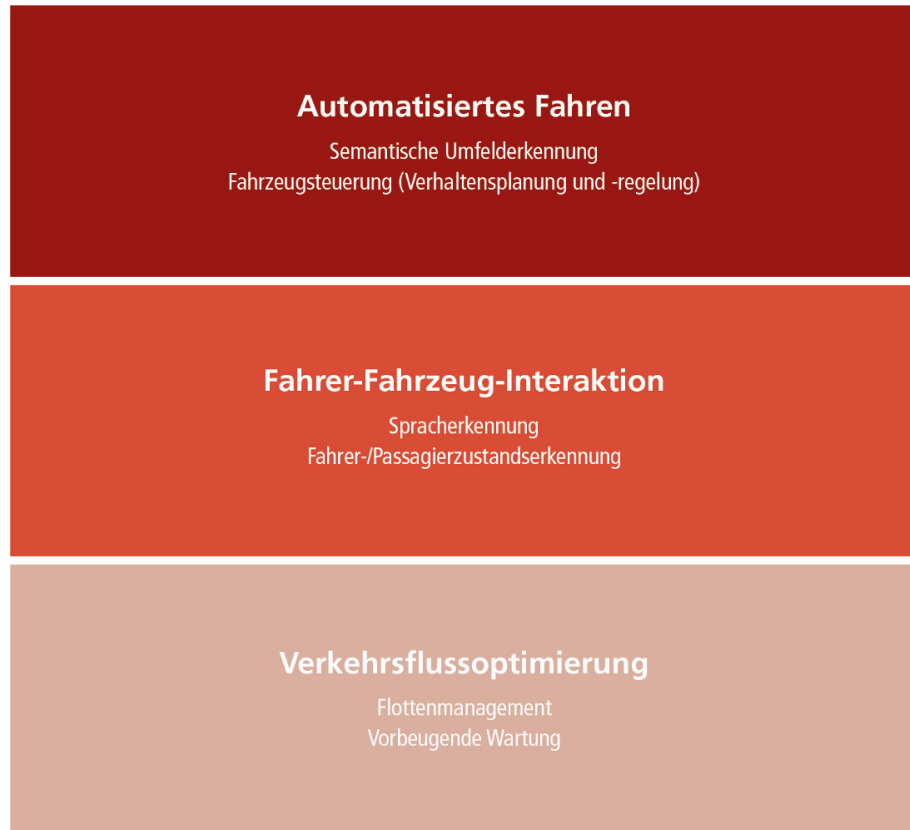 Automatisiertes Fahren
Semantische Umfelderkennung
Fahrzeugsteuerung (Verhaltensplanung und -regelung)
Fahrer-Fahrzeug-Interaktion
Spracherkennung
Fahrer-/Passagierzustandserkennung
Verkehrsflussoptimierung
Flottenmanagement
Vorbeugende Wartung